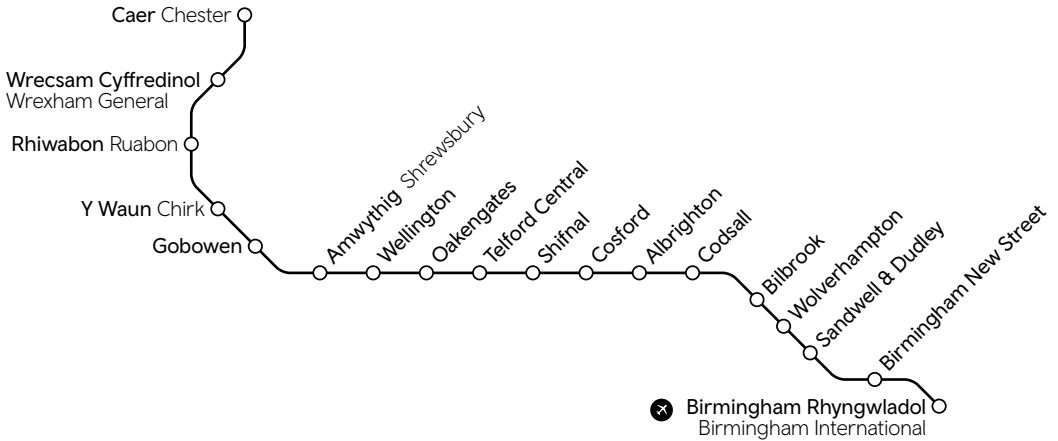 Caer Chester
Wrecsam Cyffredinol
Wrexham General
Rhiwabon Ruabon
Y Waun Chirk
Gobowen
Amwythig Shrewsbury
Wellington
Oakengates
Telford Central
Shifnal
Cosford
Albrighton
Codsall
Bilbrook
Wolverhampton
Sandwell & Dudley
Birmingham New Street
Birmingham Rhyngwladol
Birmingham International